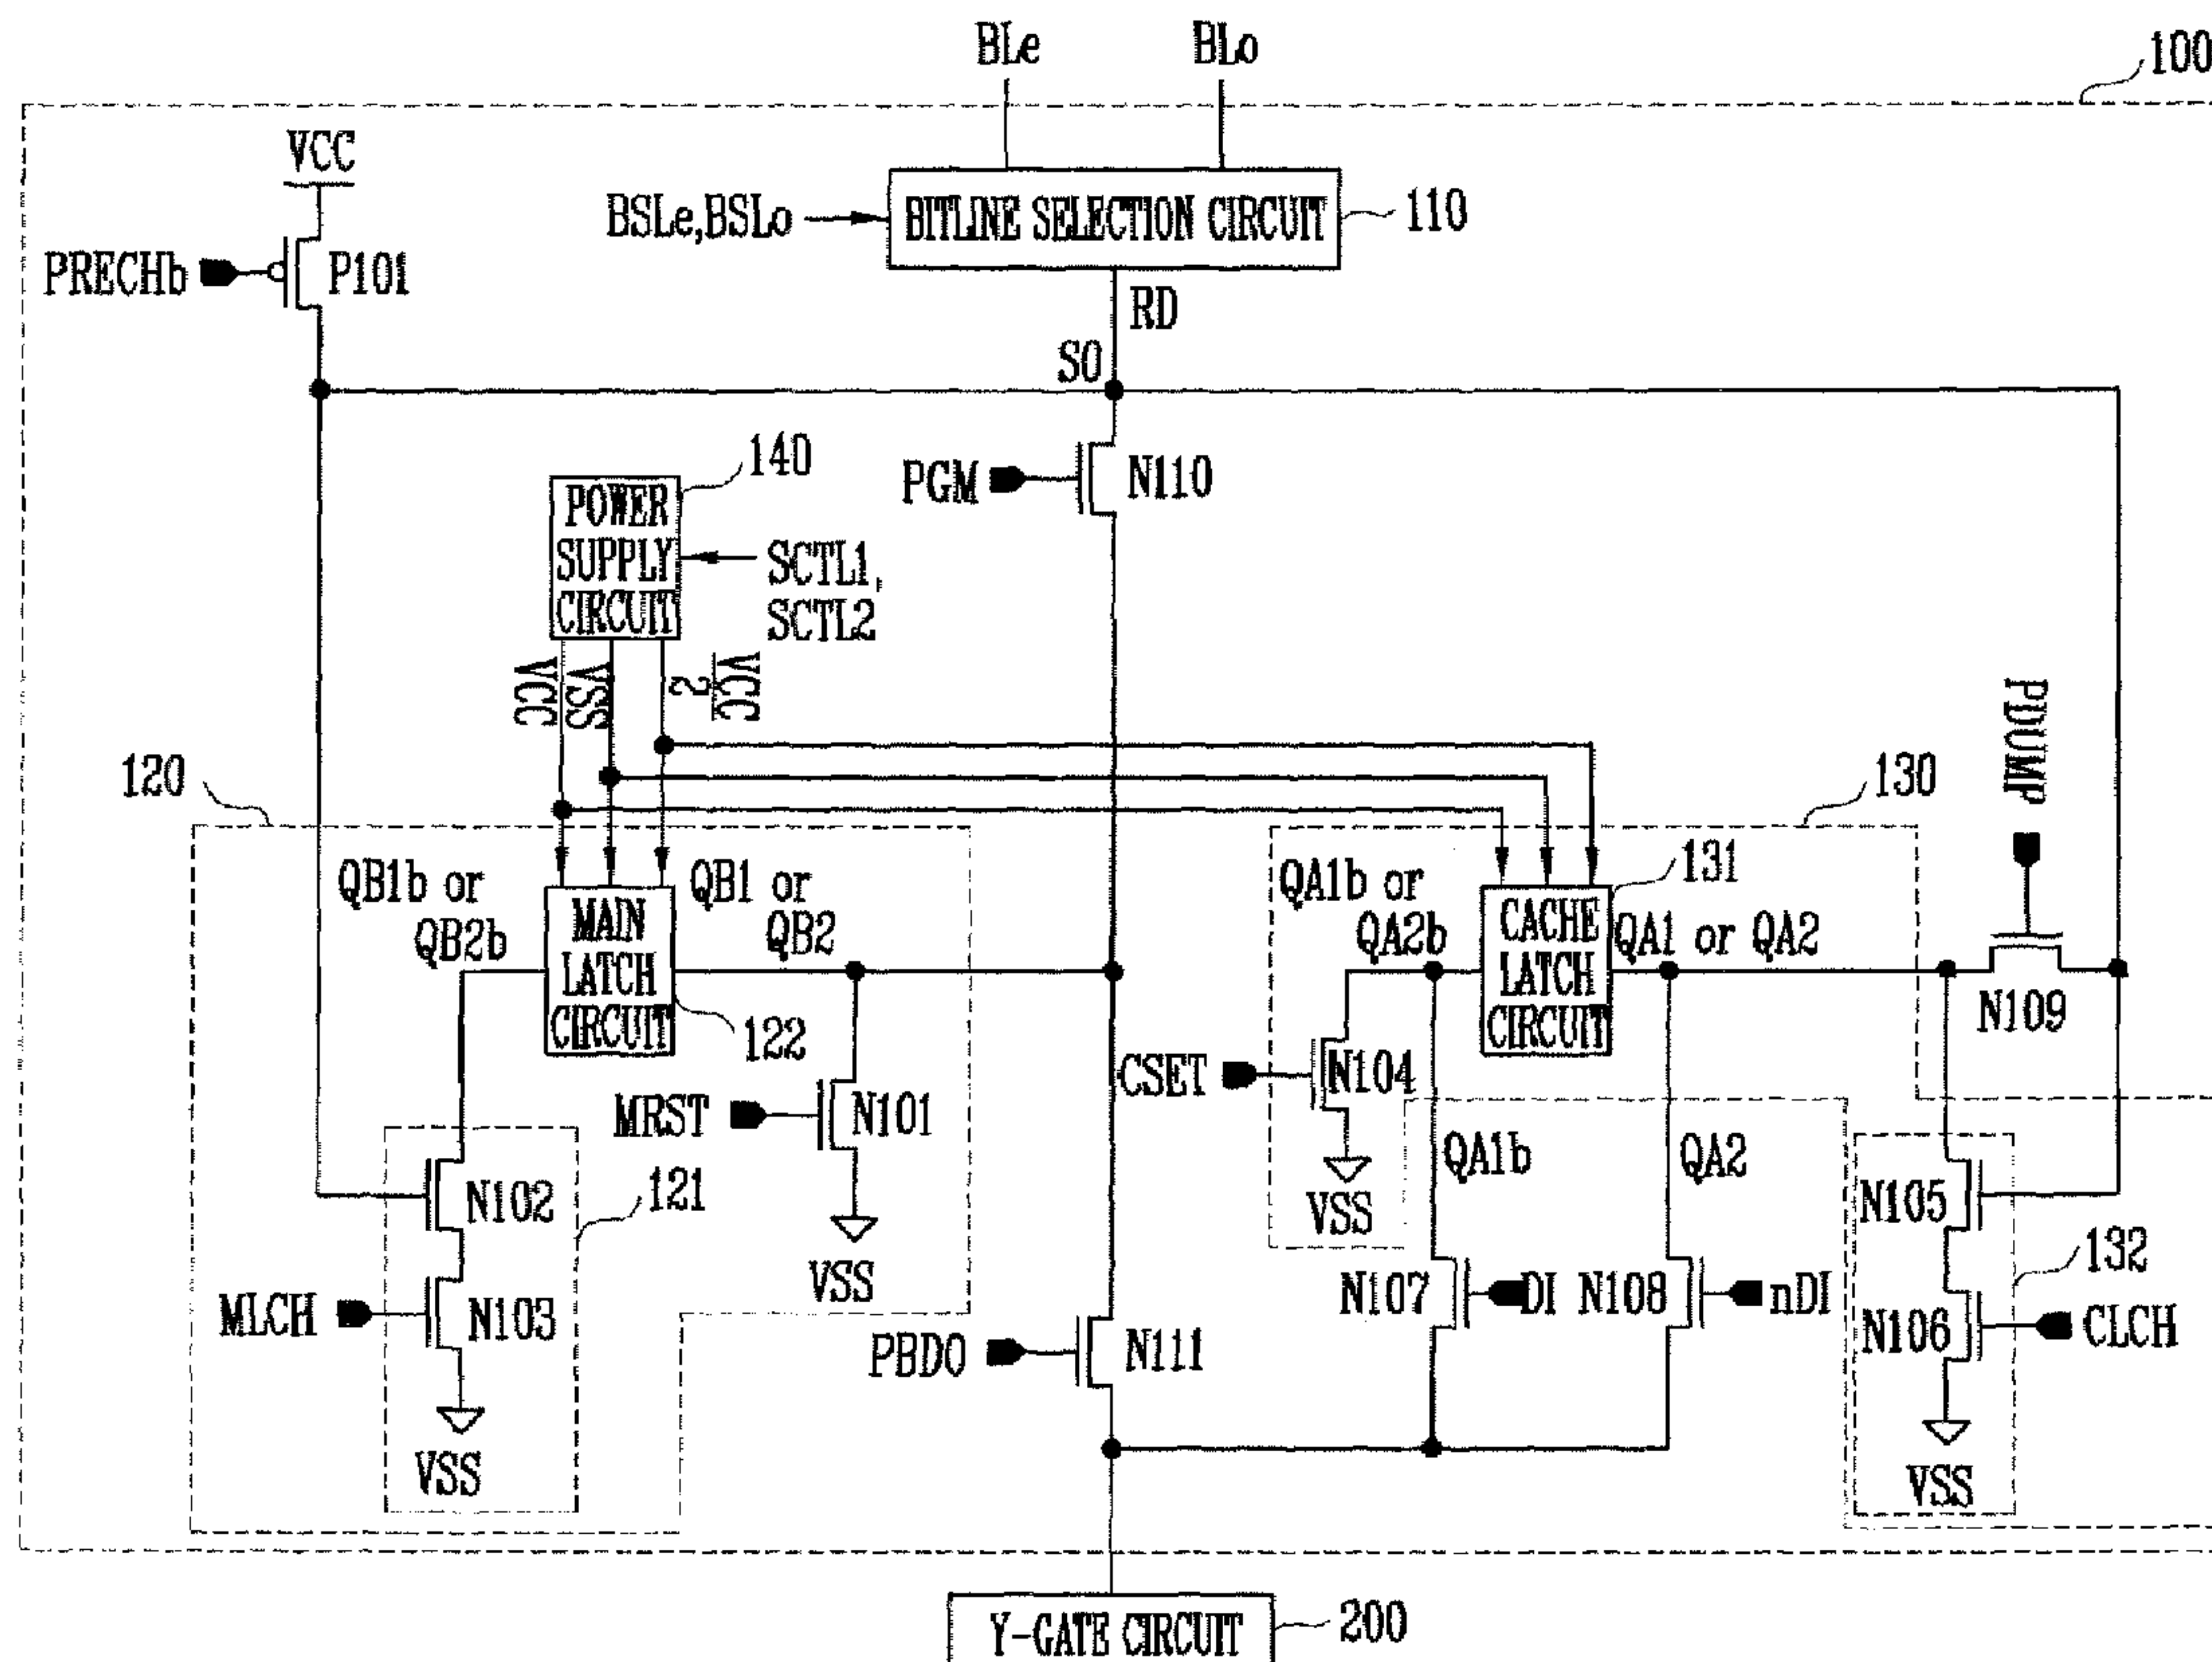 BLe
BLo
100
VCC
BSLe,BSLo
BITLINE SELECTION CIRCUIT
110
PRECHb
P101
RD
SO
140
POWER
SUPPLY
CIRCUIT
SCTL1,
SCTL2
PGM
N110
VCC
VSS
VCC
2
PDUMP
120
130
QB1b or
QB2b
MAIN
LATCH
CIRCUIT
QB1 or
QB2
122
QA1b or
QA2b
CACHE
LATCH
CIRCUIT
131
QA1 or QA2
N109
MRST
N101
CSET
N104
VSS
QA1b
QA2
N102
121
VSS
N105
132
MLCH
N103
VSS
PBDO
N111
N107
DI
N108
nDI
N106
CLCH
VSS
Y-GATE CIRCUIT
200